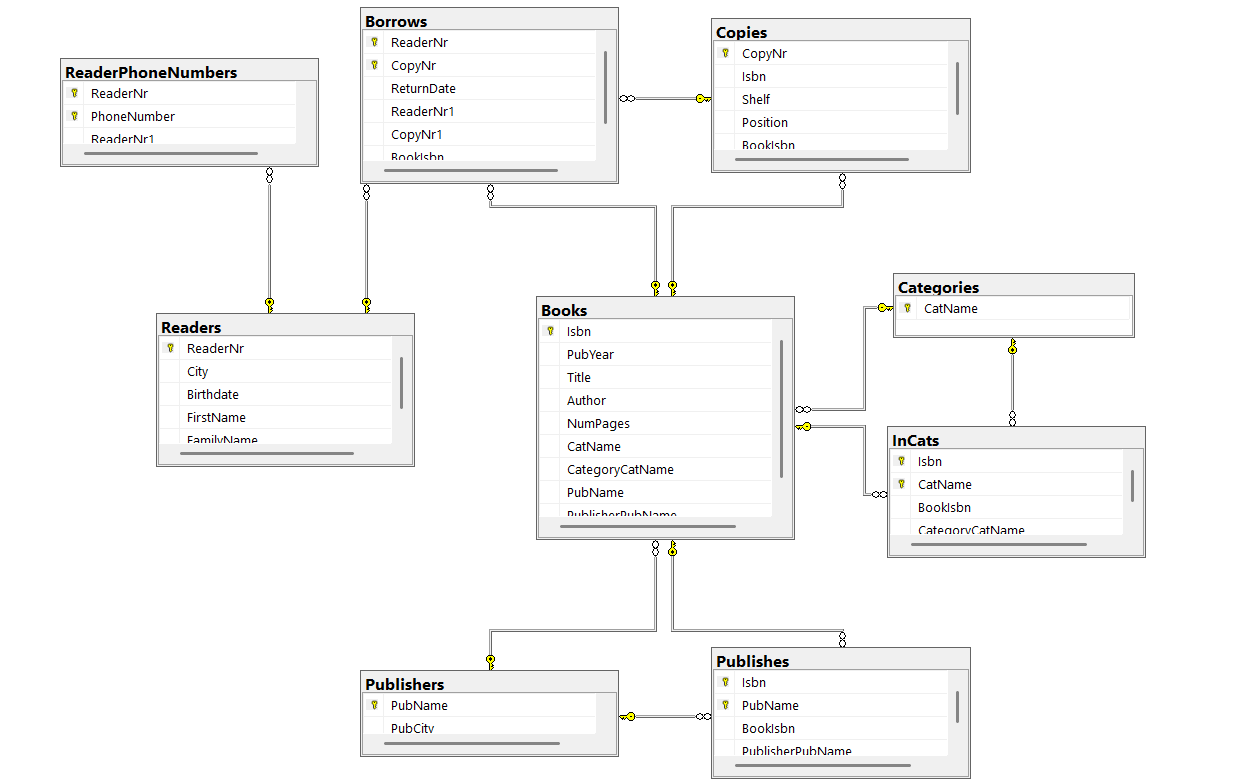 Borrows
ReaderNr
CopyNr
ReturnDate
ReaderNr1
CopyNr1
BookIsbn
Copies
CopyNr
Isbn
Shelf
Position
BookIsbn
ReaderPhoneNumbers
ReaderNr
PhoneNumber
ReaderNr1
Categories
CatName
Books
Isbn
PubYear
Title
Author
NumPages
CatName
CategoryCatName
PubName
PublisherPubName
Readers
ReaderNr
City
Birthdate
FirstName
FamilyName
InCats
Isbn
CatName
BookIsbn
CategoryCatName
Publishers
PubName
PubCity
Publishes
Isbn
PubName
BookIsbn
PublisherPubName